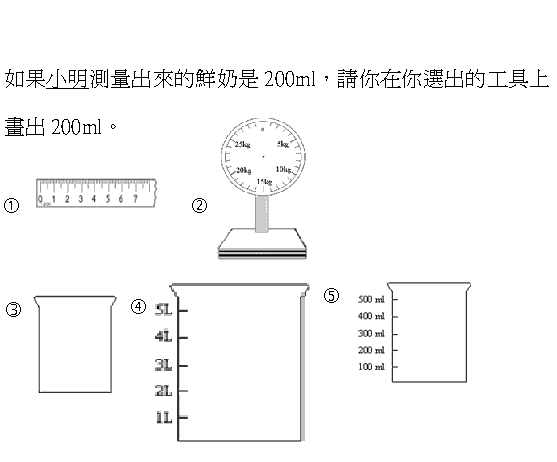 如果小明測量出來的鮮奶是 200ml，請你在你選出的工具上
畫出 200ml。
①
0 1 2 3 4 5 6 7
②
0
25kg 5kg
20kg 10kg
15kg
③
④
5L
4L
3L
2L
1L
⑤
500 ml
400 ml
300 ml
200 ml
100 ml